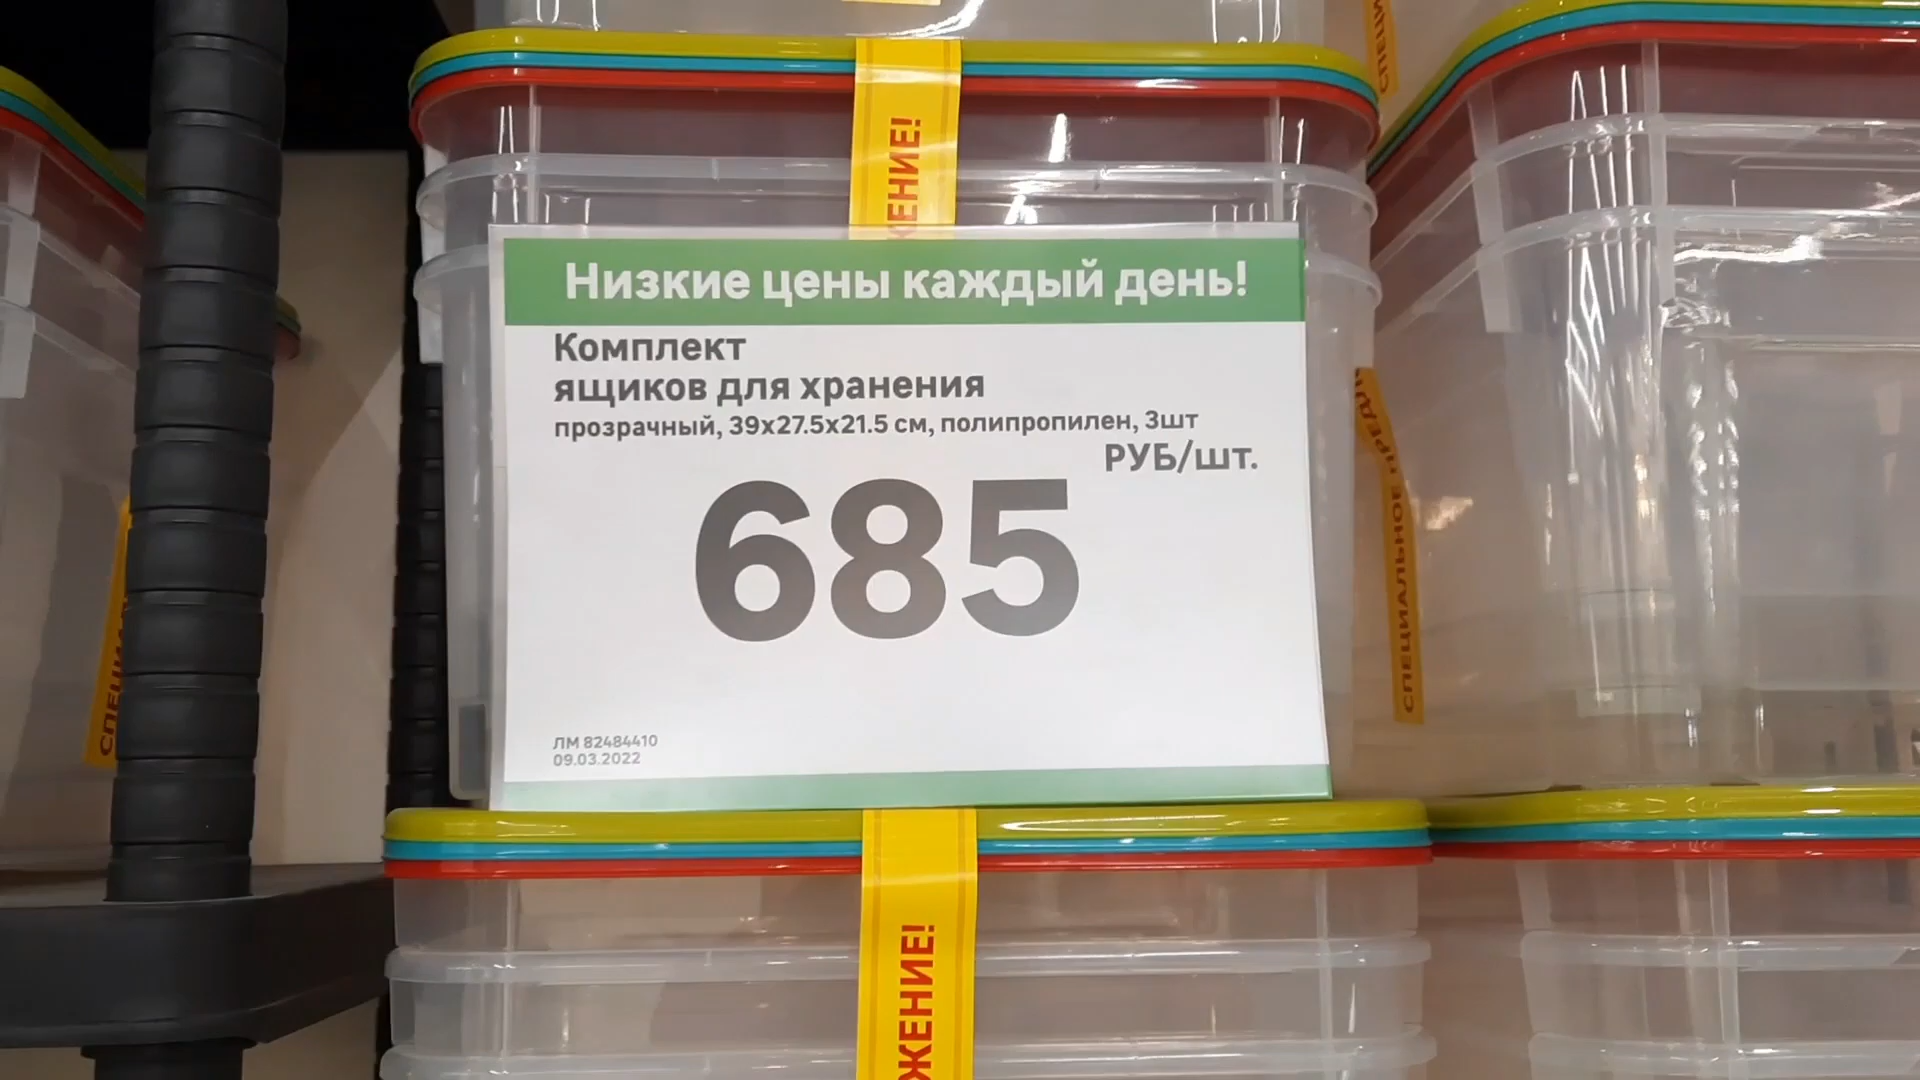 Низкие цены каждый день!
Комплект
ящиков для хранения
прозрачный, 39x27.5x21.5 см, полипропилен, 3шт
РУБ/шт.
685
ЛМ 82484410
09.03.2022
СПЕЦИАЛЬНОЕ